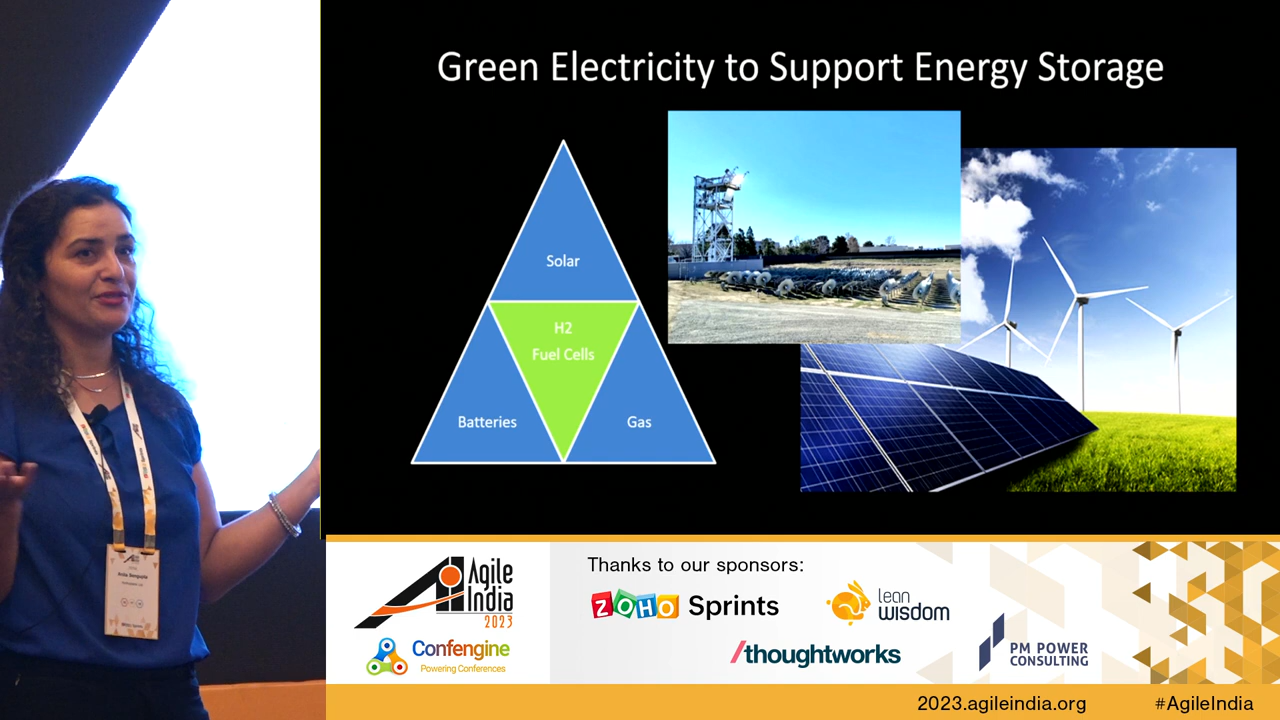 Green Electricity to Support Energy Storage
Solar
H2
Fuel Cells
Batteries
Gas
Agile
India
2023
Confengine
Powering Conferences
Thanks to our sponsors:
ZOHO Sprints
lean
wisdom
/thoughtworks
PM POWER
CONSULTING
2023.agileindia.org
#AgileIndia